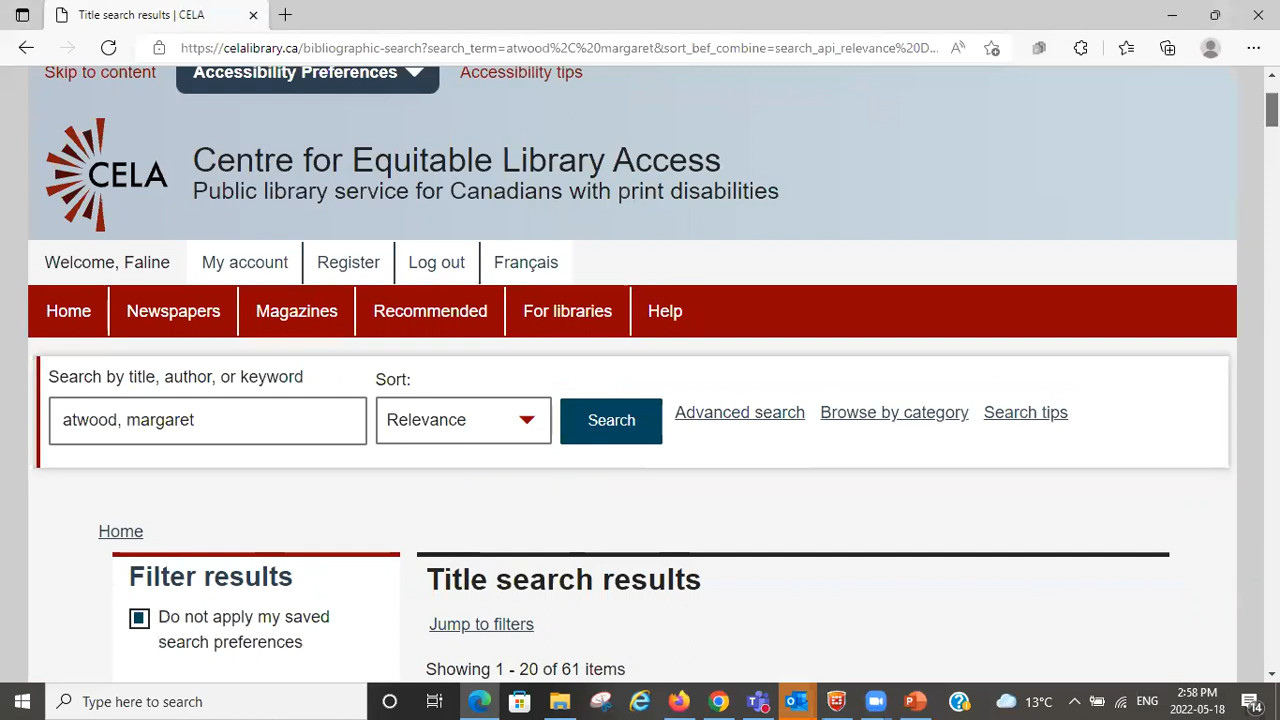 Title search results | CELA
https://celalibrary.ca/bibliographic-search?search_term=atwood%2C%20margaret&sort_bef_combine=search_api_relevance%20D...
Skip to content
Accessibility Preferences
Accessibility tips
CELA
Centre for Equitable Library Access
Public library service for Canadians with print disabilities
Welcome, Faline
My account
Register
Log out
Français
Home
Newspapers
Magazines
Recommended
For libraries
Help
Search by title, author, or keyword
Sort:
atwood, margaret
Relevance
Search
Advanced search
Browse by category
Search tips
Home
Filter results
Do not apply my saved
search preferences
Title search results
Jump to filters
Showing 1 - 20 of 61 items
Type here to search
13°C
ENG
2:58 PM
2022-05-18
14